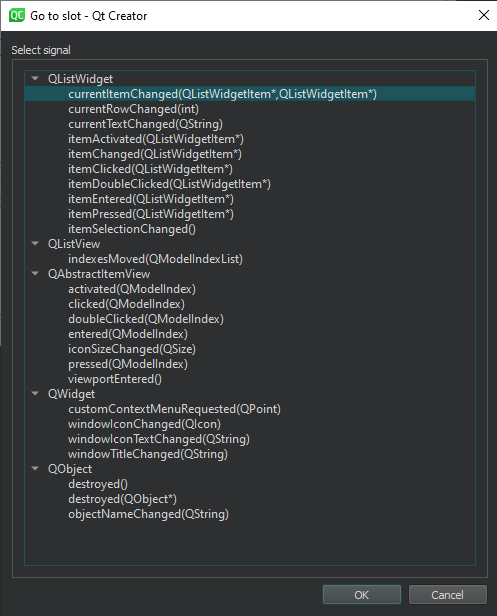 QC Go to slot - Qt Creator
Select signal
QListWidget
currentItemChanged(QListWidgetItem*,QListWidgetItem*)
currentRowChanged(int)
currentTextChanged(QString)
itemActivated(QListWidgetItem*)
itemChanged(QListWidgetItem*)
itemClicked(QListWidgetItem*)
itemDoubleClicked(QListWidgetItem*)
itemEntered(QListWidgetItem*)
itemPressed(QListWidgetItem*)
itemSelectionChanged()
QListView
indexesMoved(QModelIndexList)
QAbstractItemView
activated(QModelIndex)
clicked(QModelIndex)
doubleClicked(QModelIndex)
entered(QModelIndex)
iconSizeChanged(QSize)
pressed(QModelIndex)
viewportEntered()
QWidget
customContextMenuRequested(QPoint)
windowIconChanged(QIcon)
windowIconTextChanged(QString)
windowTitleChanged(QString)
QObject
destroyed()
destroyed(QObject*)
objectNameChanged(QString)
OK Cancel